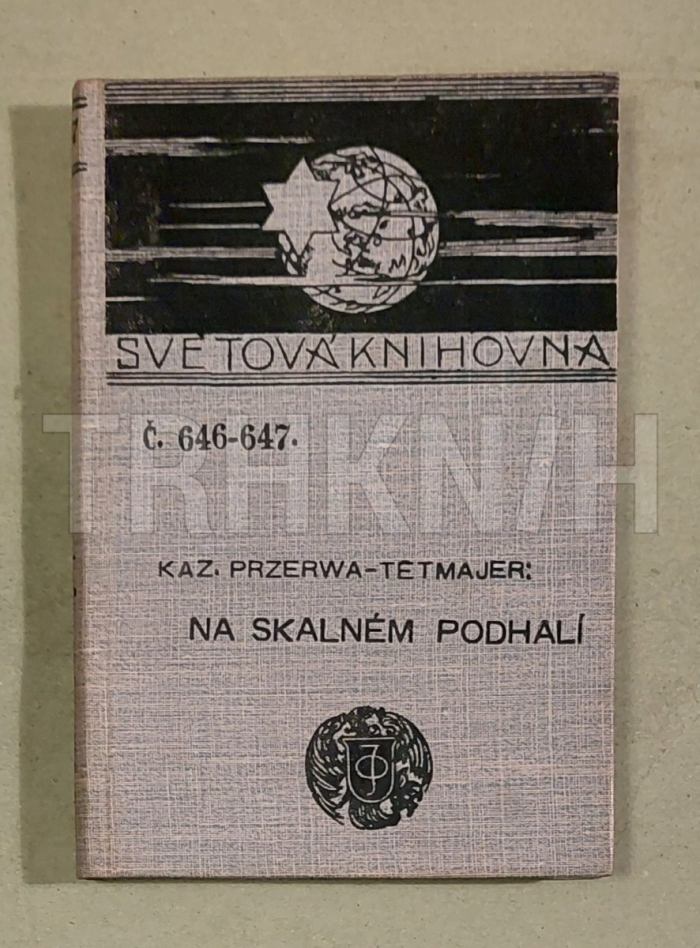 SVĚTOVÁ KNIHOVNA
Č. 646-647.
TRHKNIH
KAZ. PRZERWA-TETMAJER:
NA SKALNÉM PODHALÍ